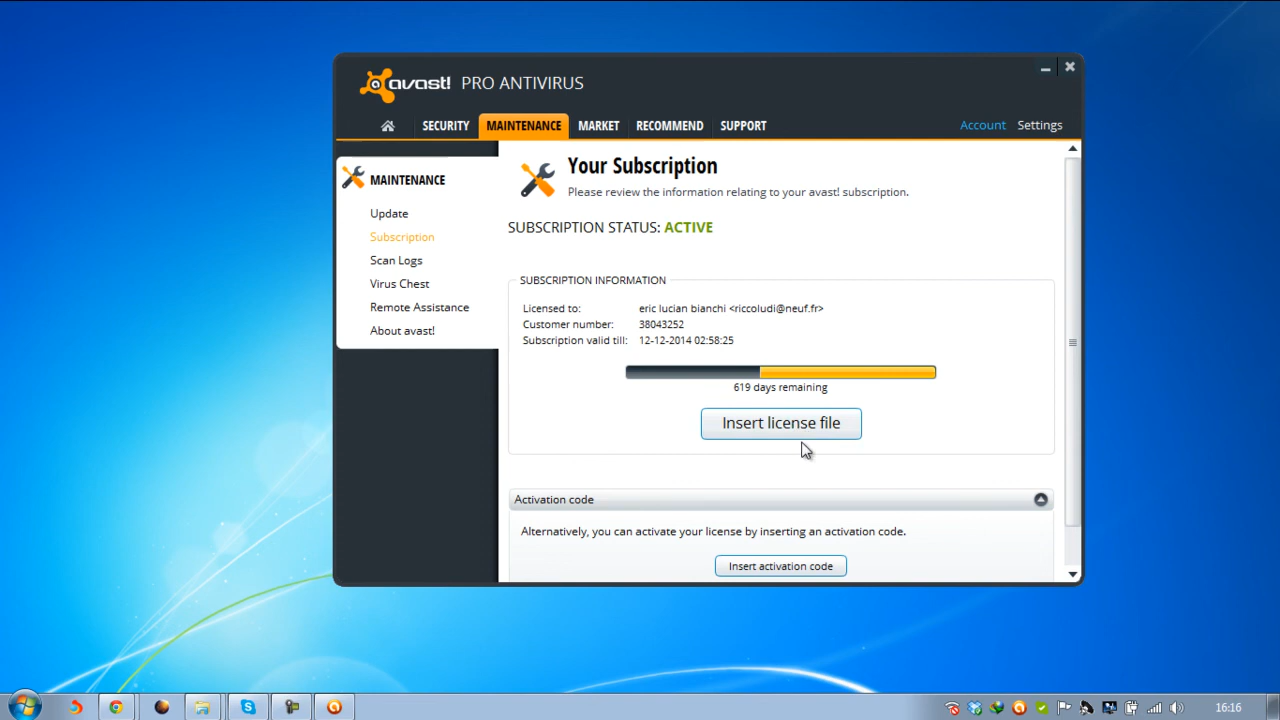 avast! PRO ANTIVIRUS
SECURITY MAINTENANCE MARKET RECOMMEND SUPPORT Account Settings
MAINTENANCE
Update
Subscription
Scan Logs
Virus Chest
Remote Assistance
About avast!
Your Subscription
Please review the information relating to your avast! subscription.
SUBSCRIPTION STATUS: ACTIVE
SUBSCRIPTION INFORMATION
Licensed to: eric lucian bianchi <riccoludi@neuf.fr>
Customer number: 38043252
Subscription valid till: 12-12-2014 02:58:25
619 days remaining
Insert license file
Activation code
Alternatively, you can activate your license by inserting an activation code.
Insert activation code
16:16